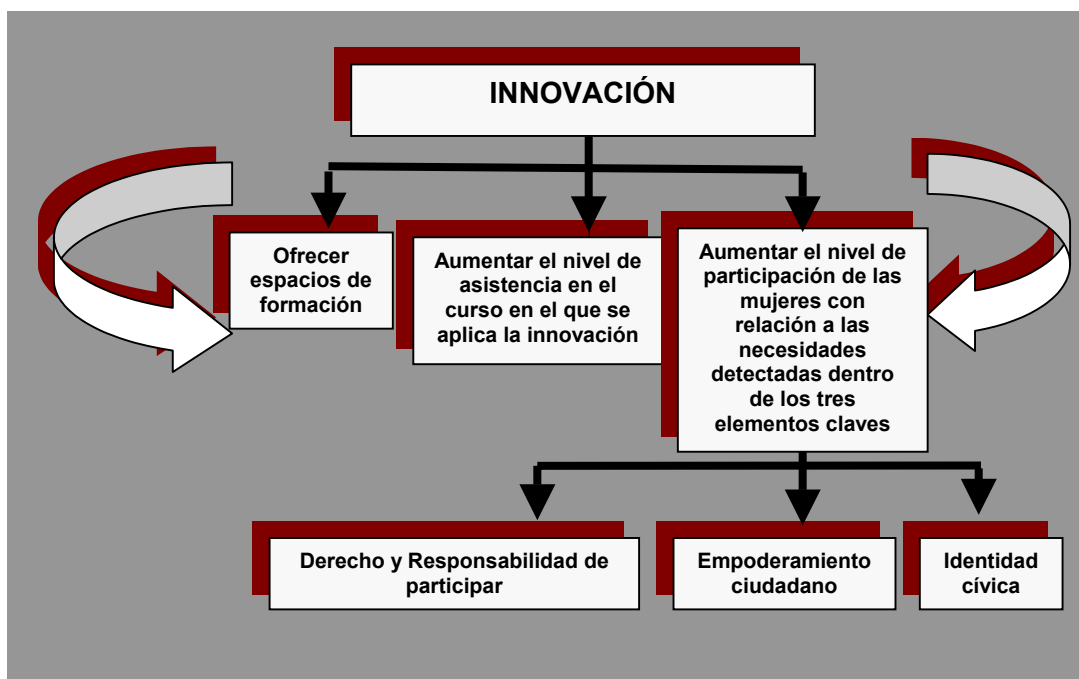 INNOVACIÓN
Ofrecer
espacios de
formación
Aumentar el nivel de
asistencia en el
curso en el que se
aplica la innovación
Aumentar el nivel de
participación de las
mujeres con
relación a las
necesidades
detectadas dentro
de los tres
elementos claves
Derecho y Responsabilidad de
participar
Empoderamiento
ciudadano
Identidad
cívica